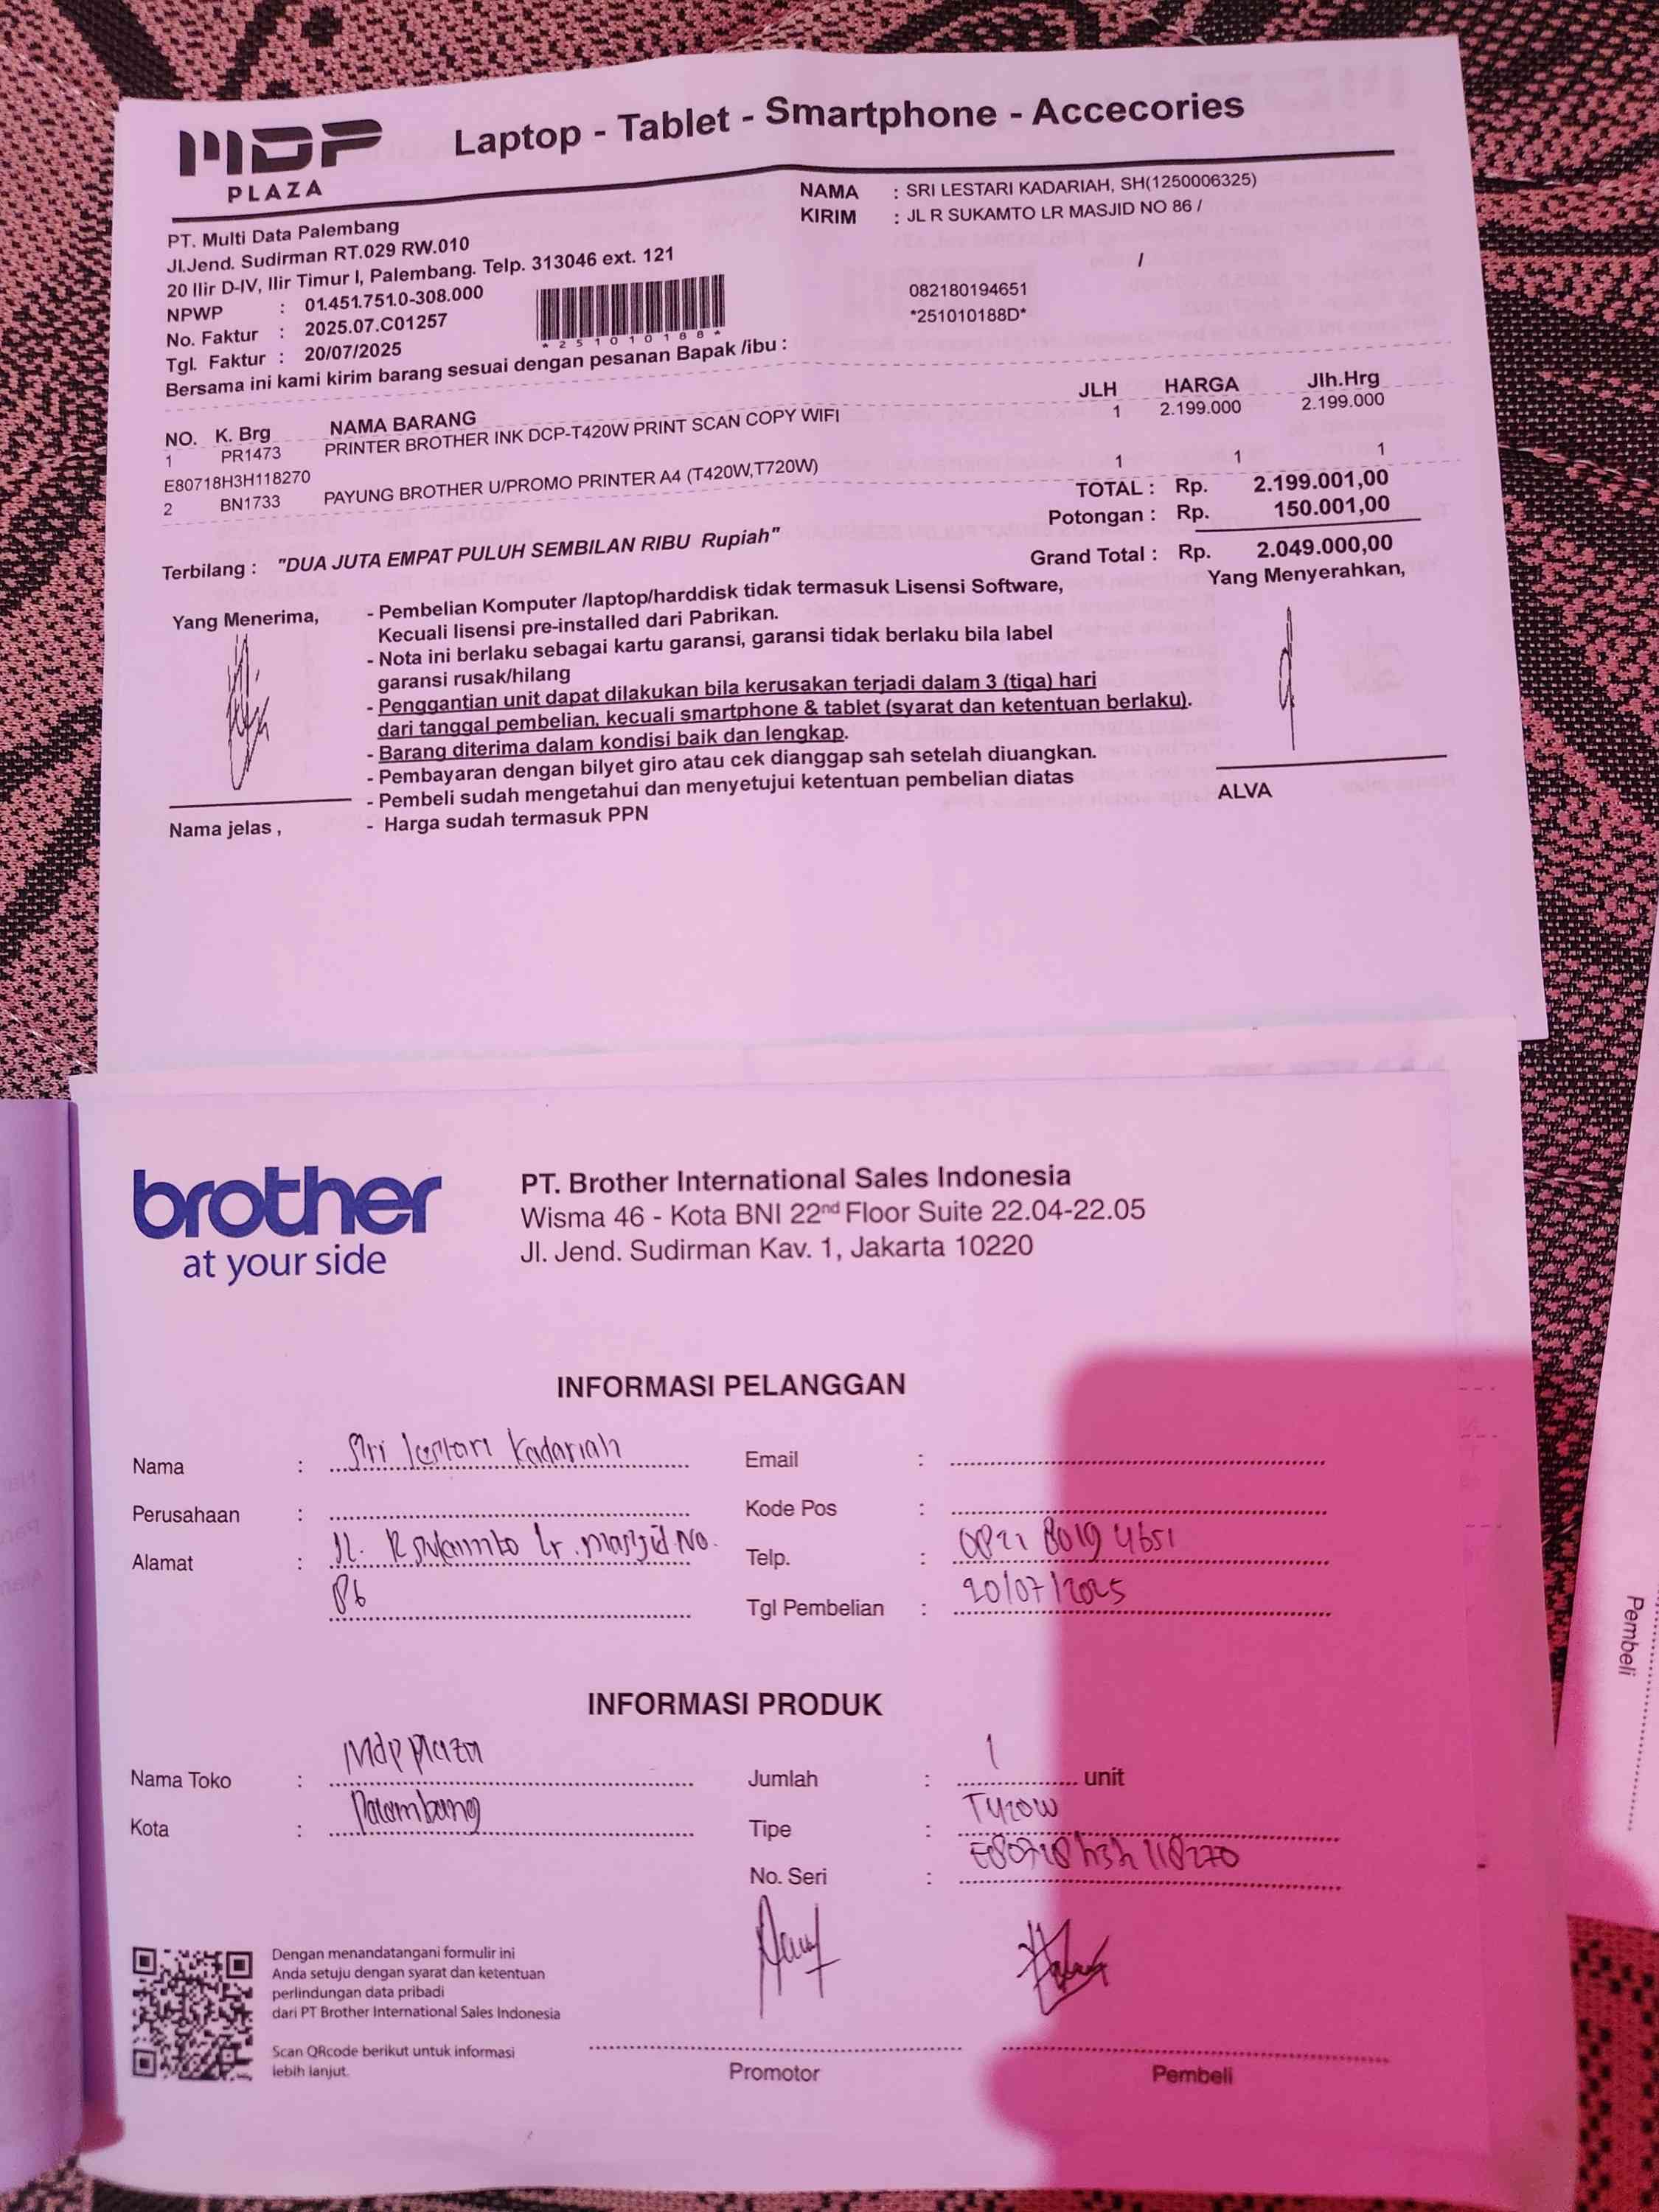 MDP
PLAZA
Laptop - Tablet - Smartphone - Accecories
PT. Multi Data Palembang
Jl.Jend. Sudirman RT.029 RW.010
20 Ilir D-IV, Ilir Timur I, Palembang. Telp. 313046 ext. 121
NPWP : 01.451.751.0-308.000
No. Faktur : 2025.07.C01257
Tgl. Faktur : 20/07/2025
*251010188*
NAMA : SRI LESTARI KADARIAH, SH(1250006325)
KIRIM : JL R SUKAMTO LR MASJID NO 86 /
/
082180194651
*251010188D*
Bersama ini kami kirim barang sesuai dengan pesanan Bapak /ibu :
NO. K. Brg NAMA BARANG JLH HARGA Jlh.Hrg
1 PR1473 PRINTER BROTHER INK DCP-T420W PRINT SCAN COPY WIFI 1 2.199.000 2.199.000
E80718H3H118270
2 BN1733 PAYUNG BROTHER U/PROMO PRINTER A4 (T420W,T720W) 1 1 1
TOTAL : Rp. 2.199.001,00
Potongan : Rp. 150.001,00
Grand Total : Rp. 2.049.000,00
Terbilang : "DUA JUTA EMPAT PULUH SEMBILAN RIBU Rupiah"
Yang Menerima,
- Pembelian Komputer /laptop/harddisk tidak termasuk Lisensi Software,
Kecuali lisensi pre-installed dari Pabrikan.
- Nota ini berlaku sebagai kartu garansi, garansi tidak berlaku bila label
garansi rusak/hilang
- Penggantian unit dapat dilakukan bila kerusakan terjadi dalam 3 (tiga) hari
dari tanggal pembelian, kecuali smartphone & tablet (syarat dan ketentuan berlaku).
- Barang diterima dalam kondisi baik dan lengkap.
- Pembayaran dengan bilyet giro atau cek dianggap sah setelah diuangkan.
- Pembeli sudah mengetahui dan menyetujui ketentuan pembelian diatas
- Harga sudah termasuk PPN
Nama jelas ,
Yang Menyerahkan,
ALVA
brother
at your side
PT. Brother International Sales Indonesia
Wisma 46 - Kota BNI 22nd Floor Suite 22.04-22.05
Jl. Jend. Sudirman Kav. 1, Jakarta 10220
INFORMASI PELANGGAN
Nama : Sri lestari Kadariah
Perusahaan :
Alamat : Jl. R sukamto lr. masjid No.
86
Email :
Kode Pos :
Telp. : 0821 8019 4651
Tgl Pembelian : 20/07/2025
INFORMASI PRODUK
Nama Toko : Mdp plaza
Kota : Palembang
Jumlah : 1 unit
Tipe : T420W
No. Seri : E80718h3h118270
Dengan menandatangani formulir ini
Anda setuju dengan syarat dan ketentuan
perlindungan data pribadi
dari PT Brother International Sales Indonesia
Scan QRcode berikut untuk informasi
lebih lanjut.
Promotor
Pembeli
Pembeli